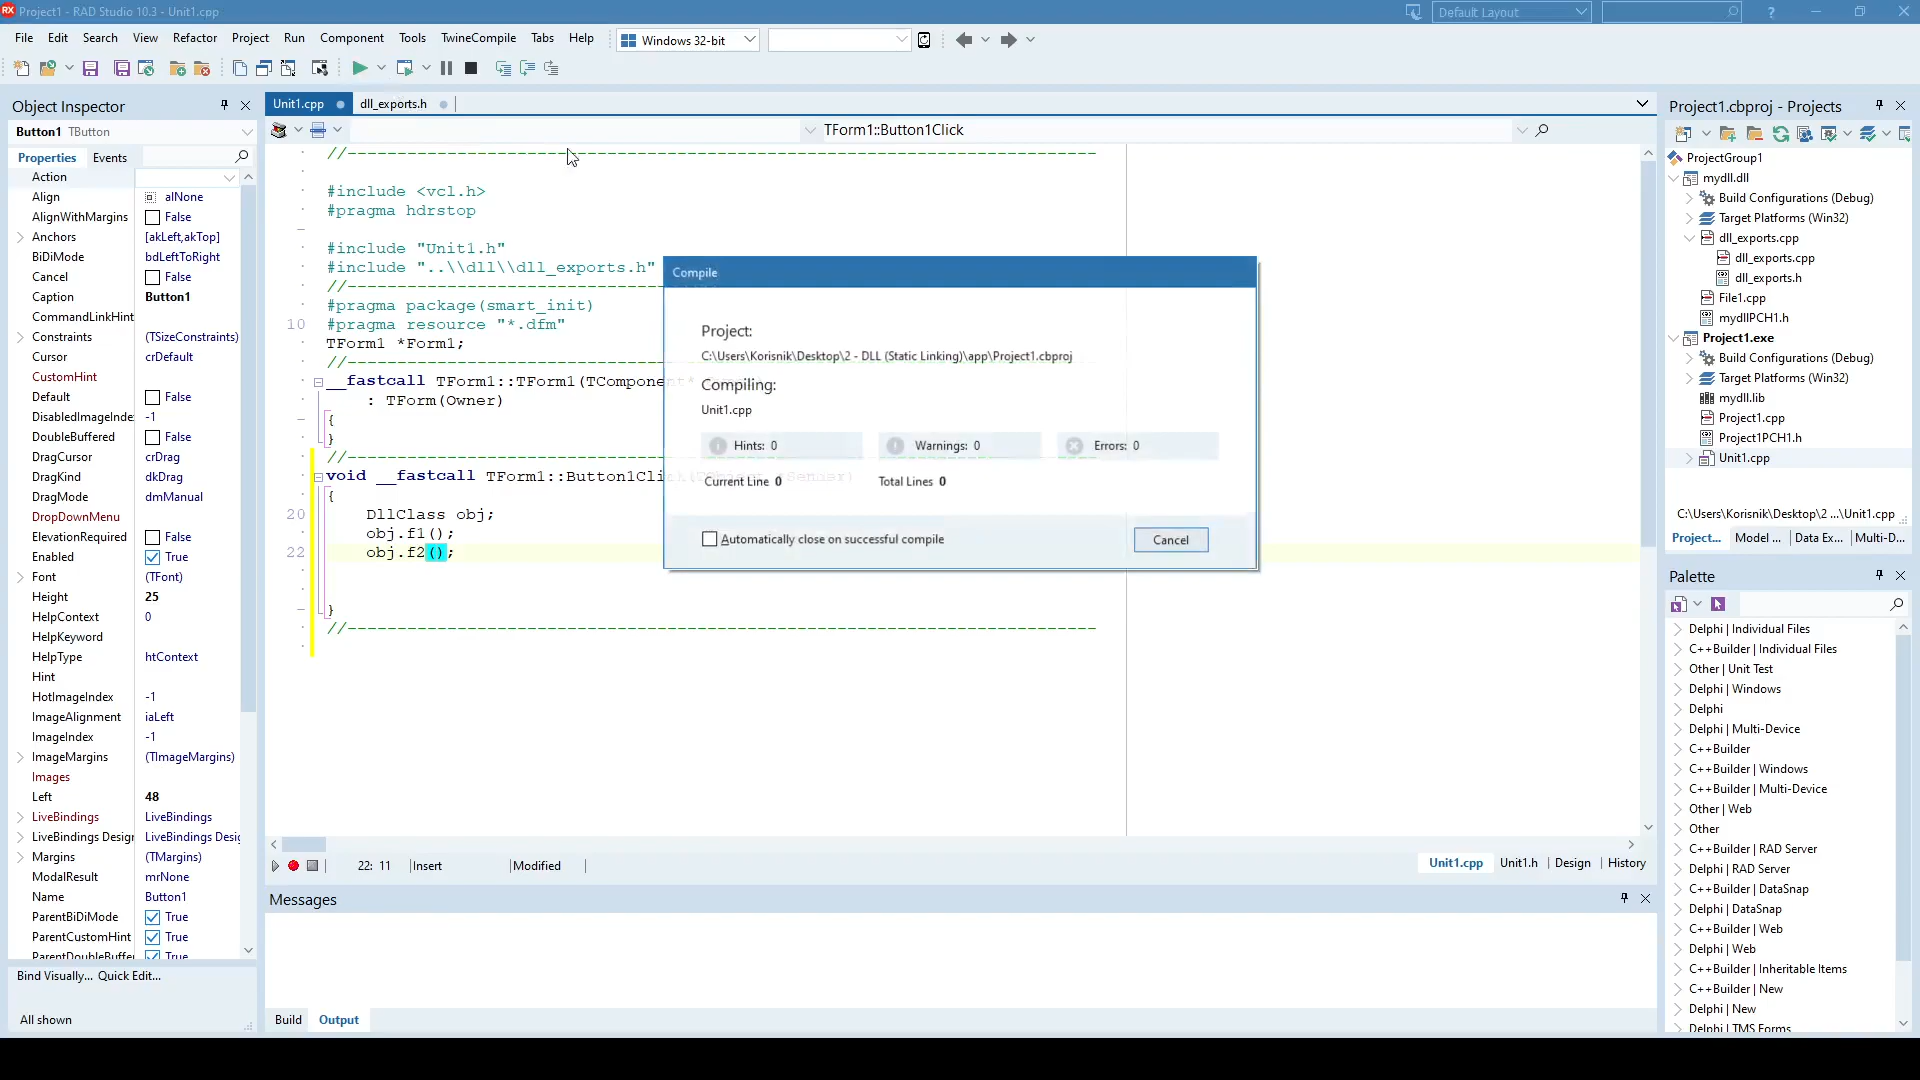 Project1 - RAD Studio 10.3 - Unit1.cpp
Default Layout
?
File Edit Search View Refactor Project Run Component Tools TwineCompile Tabs Help
Windows 32-bit
Object Inspector
Button1 TButton
Properties Events
Action
Align alNone
AlignWithMargins False
Anchors [akLeft,akTop]
BiDiMode bdLeftToRight
Cancel False
Caption Button1
CommandLinkHint
Constraints (TSizeConstraints)
Cursor crDefault
CustomHint
Default False
DisabledImageIndex -1
DoubleBuffered False
DragCursor crDrag
DragKind dkDrag
DragMode dmManual
DropDownMenu
ElevationRequired False
Enabled True
Font (TFont)
Height 25
HelpContext 0
HelpKeyword
HelpType htContext
Hint
HotImageIndex -1
ImageAlignment iaLeft
ImageIndex -1
ImageMargins (TImageMargins)
Images
Left 48
LiveBindings LiveBindings
LiveBindings Design LiveBindings Desig
Margins (TMargins)
ModalResult mrNone
Name Button1
ParentBiDiMode True
ParentCustomHint True
ParentDoubleBuffer True
Bind Visually... Quick Edit...
All shown
Unit1.cpp dll_exports.h
TForm1::Button1Click
//---------------------------------------------------------------------------
#include <vcl.h>
#pragma hdrstop
#include "Unit1.h"
#include "..\\dll\\dll_exports.h"
//---------------------------------
#pragma package(smart_init)
10 #pragma resource "*.dfm"
TForm1 *Form1;
//---------------------------------
__fastcall TForm1::TForm1(TComponent*
: TForm(Owner)
{
}
//---------------------------------
void __fastcall TForm1::Button1Click(TObject *Sender)
{
20 DllClass obj;
obj.f1();
22 obj.f2();
}
//---------------------------------------------------------------------------
Compile
Project:
C:\Users\Korisnik\Desktop\2 - DLL (Static Linking)\app\Project1.cbproj
Compiling:
Unit1.cpp
Hints: 0 Warnings: 0 Errors: 0
Current Line 0 Total Lines 0
Automatically close on successful compile
Cancel
22: 11 Insert Modified
Unit1.cpp Unit1.h Design History
Messages
Build Output
Project1.cbproj - Projects
ProjectGroup1
mydll.dll
Build Configurations (Debug)
Target Platforms (Win32)
dll_exports.cpp
dll_exports.cpp
dll_exports.h
File1.cpp
mydllPCH1.h
Project1.exe
Build Configurations (Debug)
Target Platforms (Win32)
mydll.lib
Project1.cpp
Project1PCH1.h
Unit1.cpp
C:\Users\Korisnik\Desktop\2 ...\Unit1.cpp
Project... Model ... Data Ex... Multi-D...
Palette
Delphi | Individual Files
C++Builder | Individual Files
Other | Unit Test
Delphi | Windows
Delphi
Delphi | Multi-Device
C++Builder
C++Builder | Windows
C++Builder | Multi-Device
Other | Web
Other
C++Builder | RAD Server
Delphi | RAD Server
C++Builder | DataSnap
Delphi | DataSnap
C++Builder | Web
Delphi | Web
C++Builder | Inheritable Items
C++Builder | New
Delphi | New
Delphi | TMS Forms